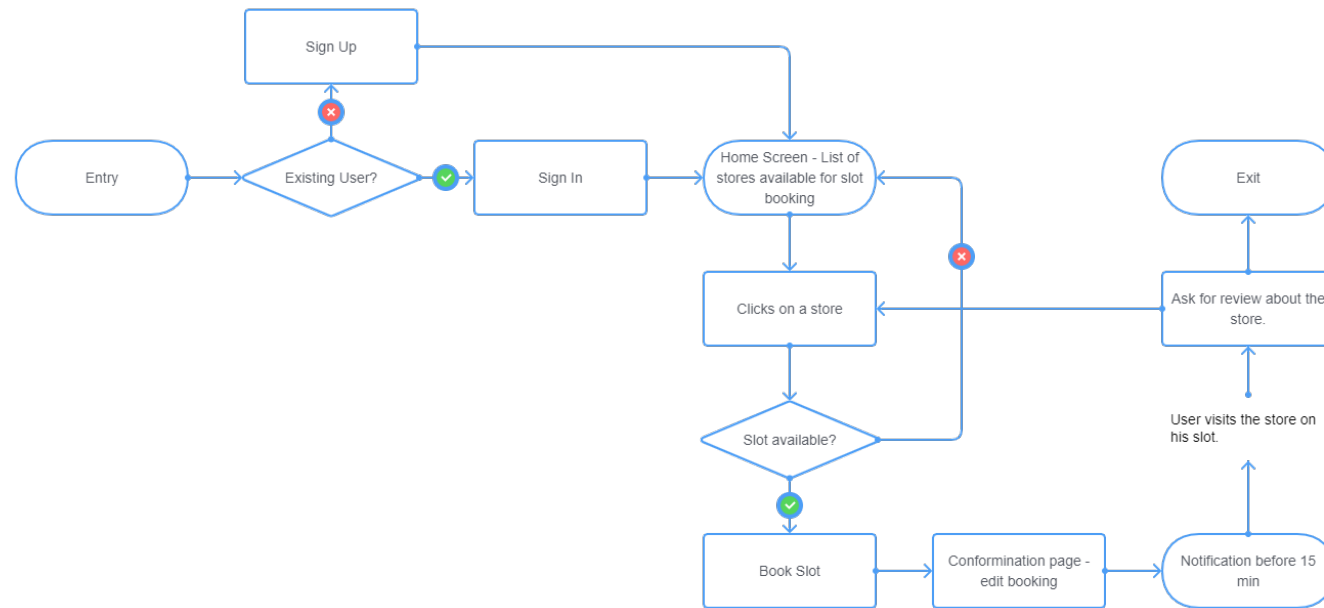 Sign Up
Entry
Existing User?
Sign In
Home Screen - List of
stores available for slot
booking
Exit
Clicks on a store
Ask for review about the
store.
User visits the store on
his slot.
Slot available?
Book Slot
Conformination page -
edit booking
Notification before 15
min